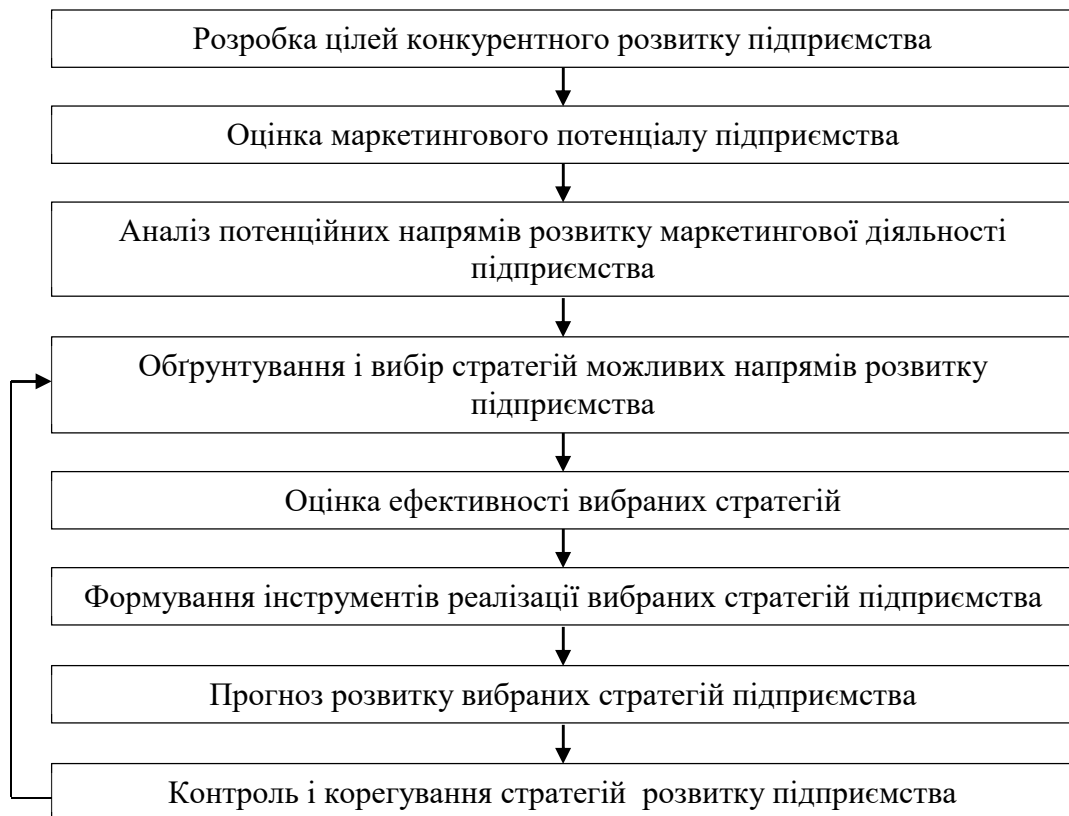 Розробка цілей конкурентного розвитку підприємства
Оцінка маркетингового потенціалу підприємства
Аналіз потенційних напрямів розвитку маркетингової діяльності
підприємства
Обґрунтування і вибір стратегій можливих напрямів розвитку
підприємства
Оцінка ефективності вибраних стратегій
Формування інструментів реалізації вибраних стратегій підприємства
Прогноз розвитку вибраних стратегій підприємства
Контроль і корегування стратегій розвитку підприємства